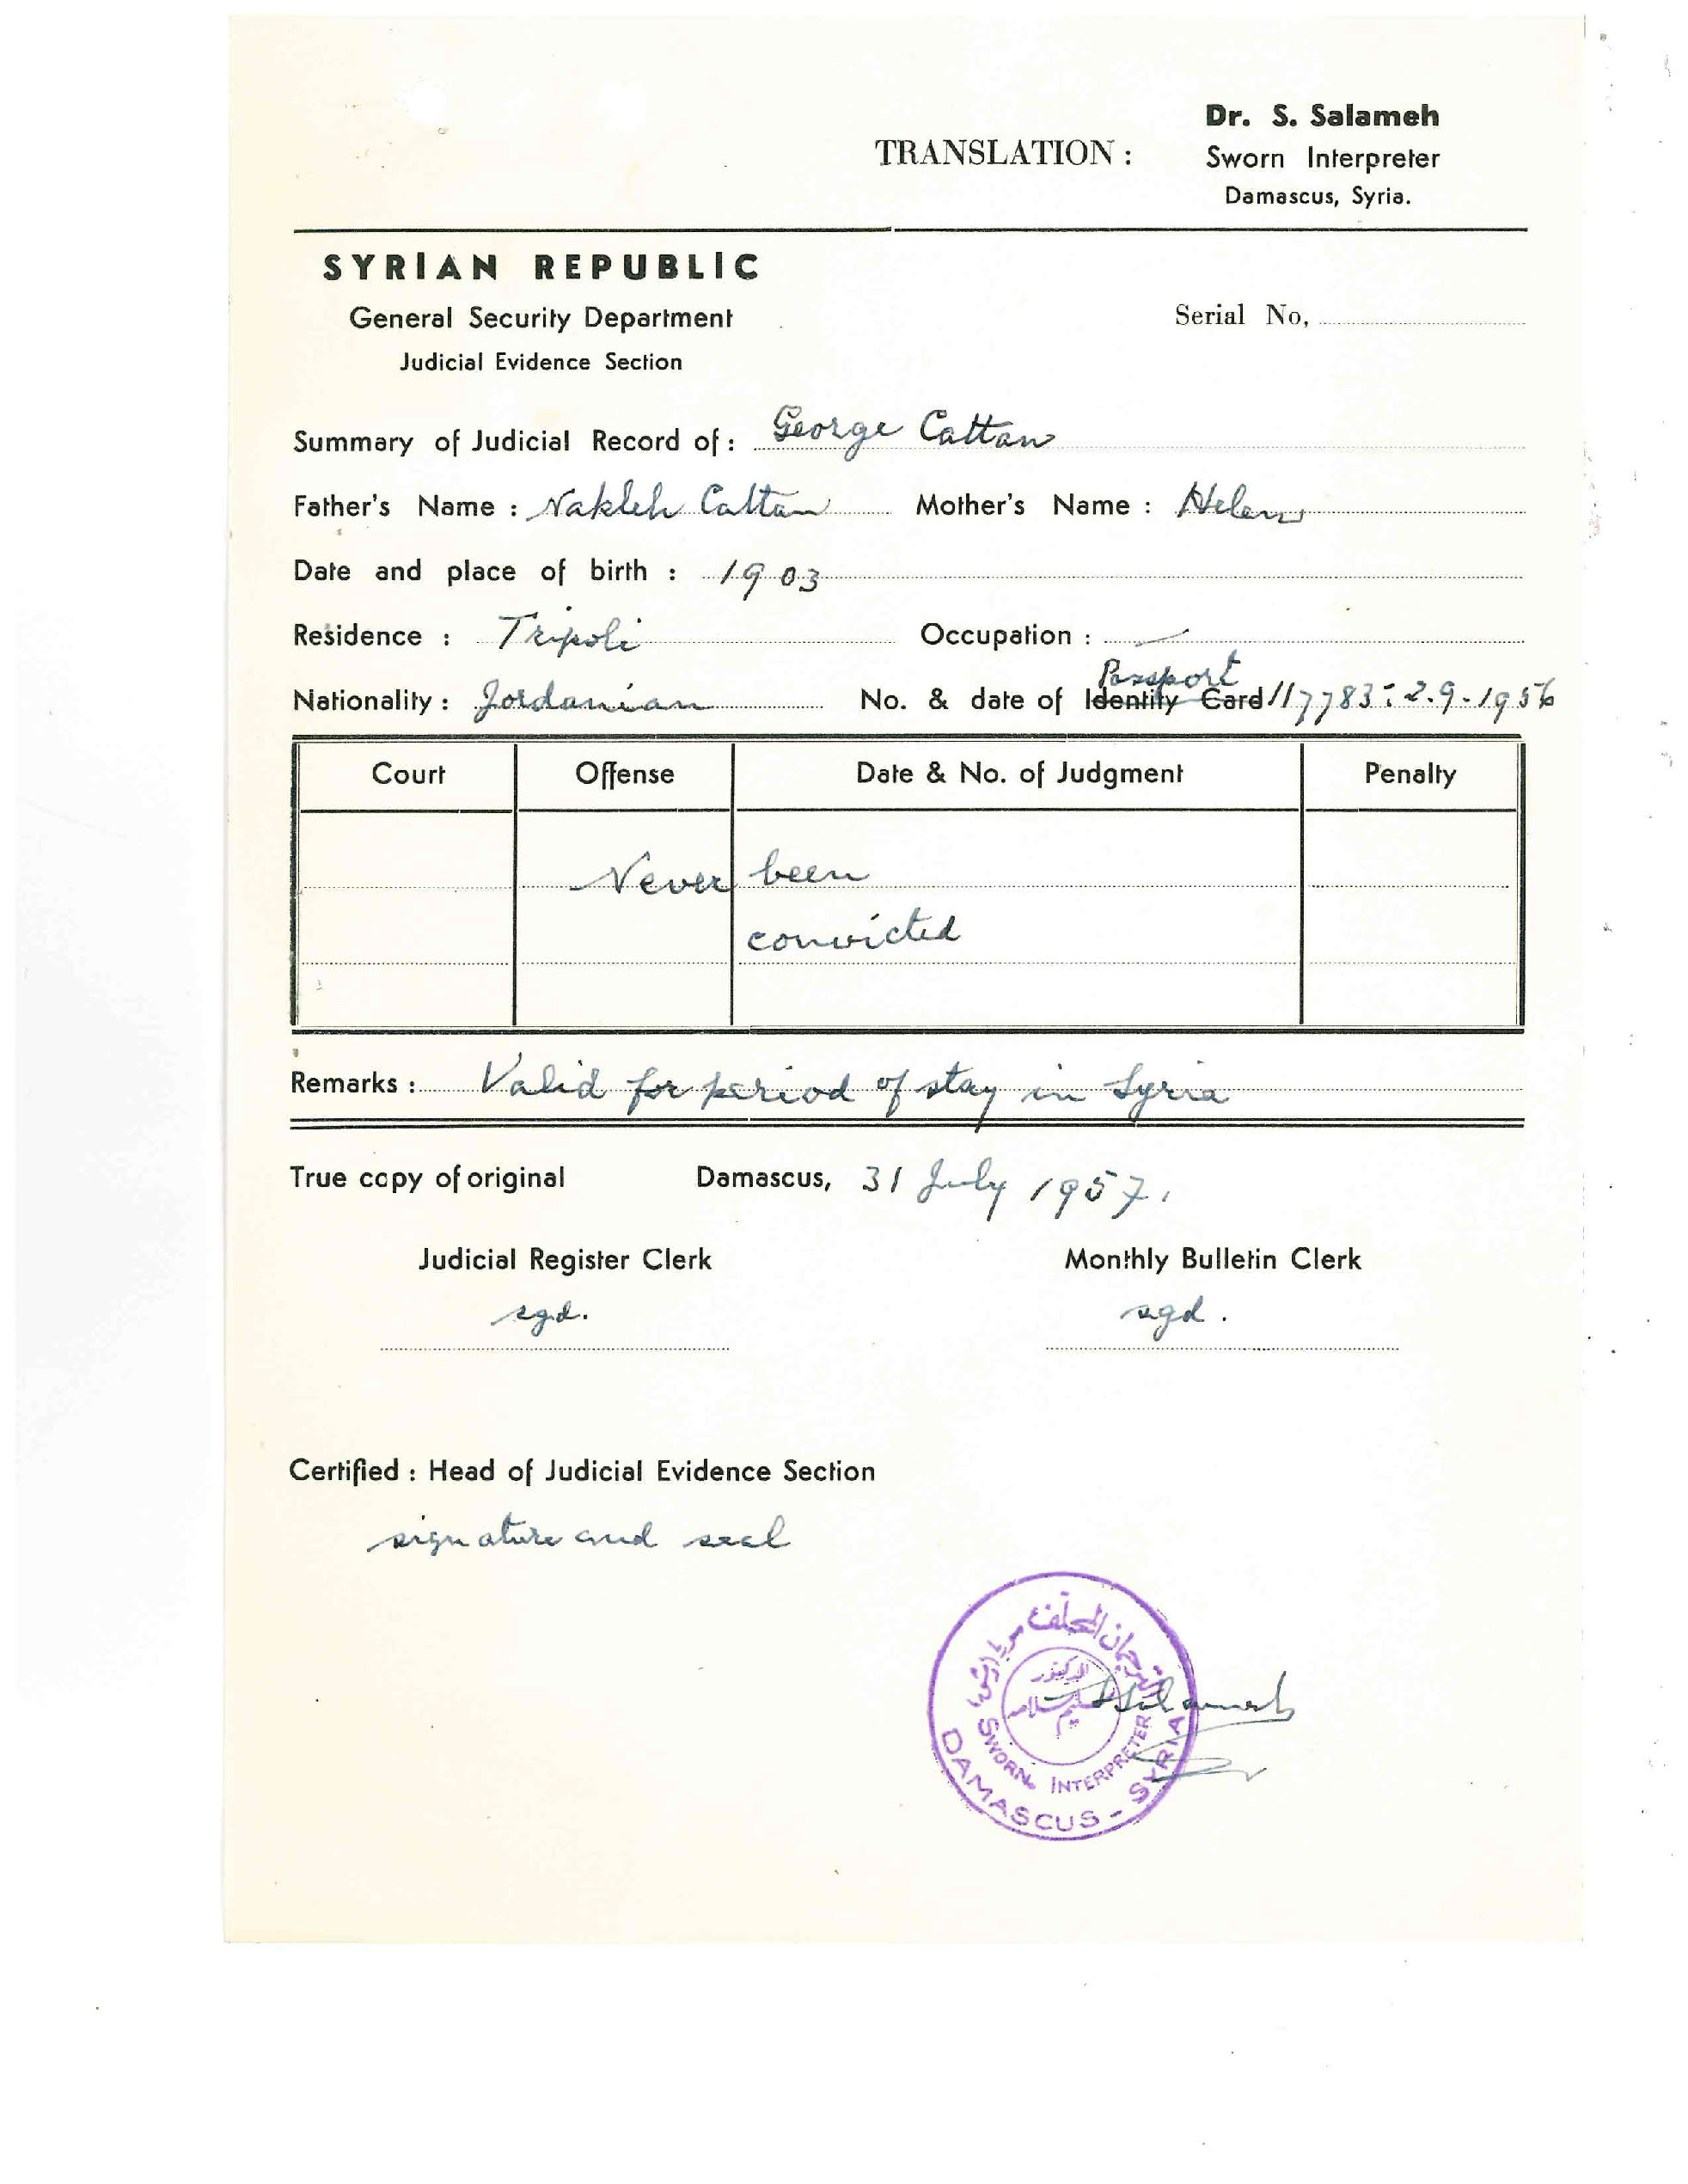 Dr. S. Salameh
TRANSLATION :
Sworn Interpreter
Damascus, Syria.
SYRIAN REPUBLIC
General Security Department
Serial No,
Judicial Evidence Section
Summary of Judicial Record of : George Cattan
Father's Name : Nakleh Cattan Mother's Name : Helen
Date and place of birth : 1903
Residence : Tripoli Occupation : —
Passport
Nationality : Jordanian No. & date of Identity Card 117783 : 2.9.1956
Court Offense Date & No. of Judgment Penalty
Never been
convicted
Remarks : Valid for period of stay in Syria
True copy of original Damascus, 31 July 1957.
Judicial Register Clerk Monthly Bulletin Clerk
sgd. sgd.
Certified : Head of Judicial Evidence Section
signature and seal
الترجمان المحلف
الدكتور
سليم سلامه
SWORN INTERPRETER
DAMASCUS - SYRIA
Salameh